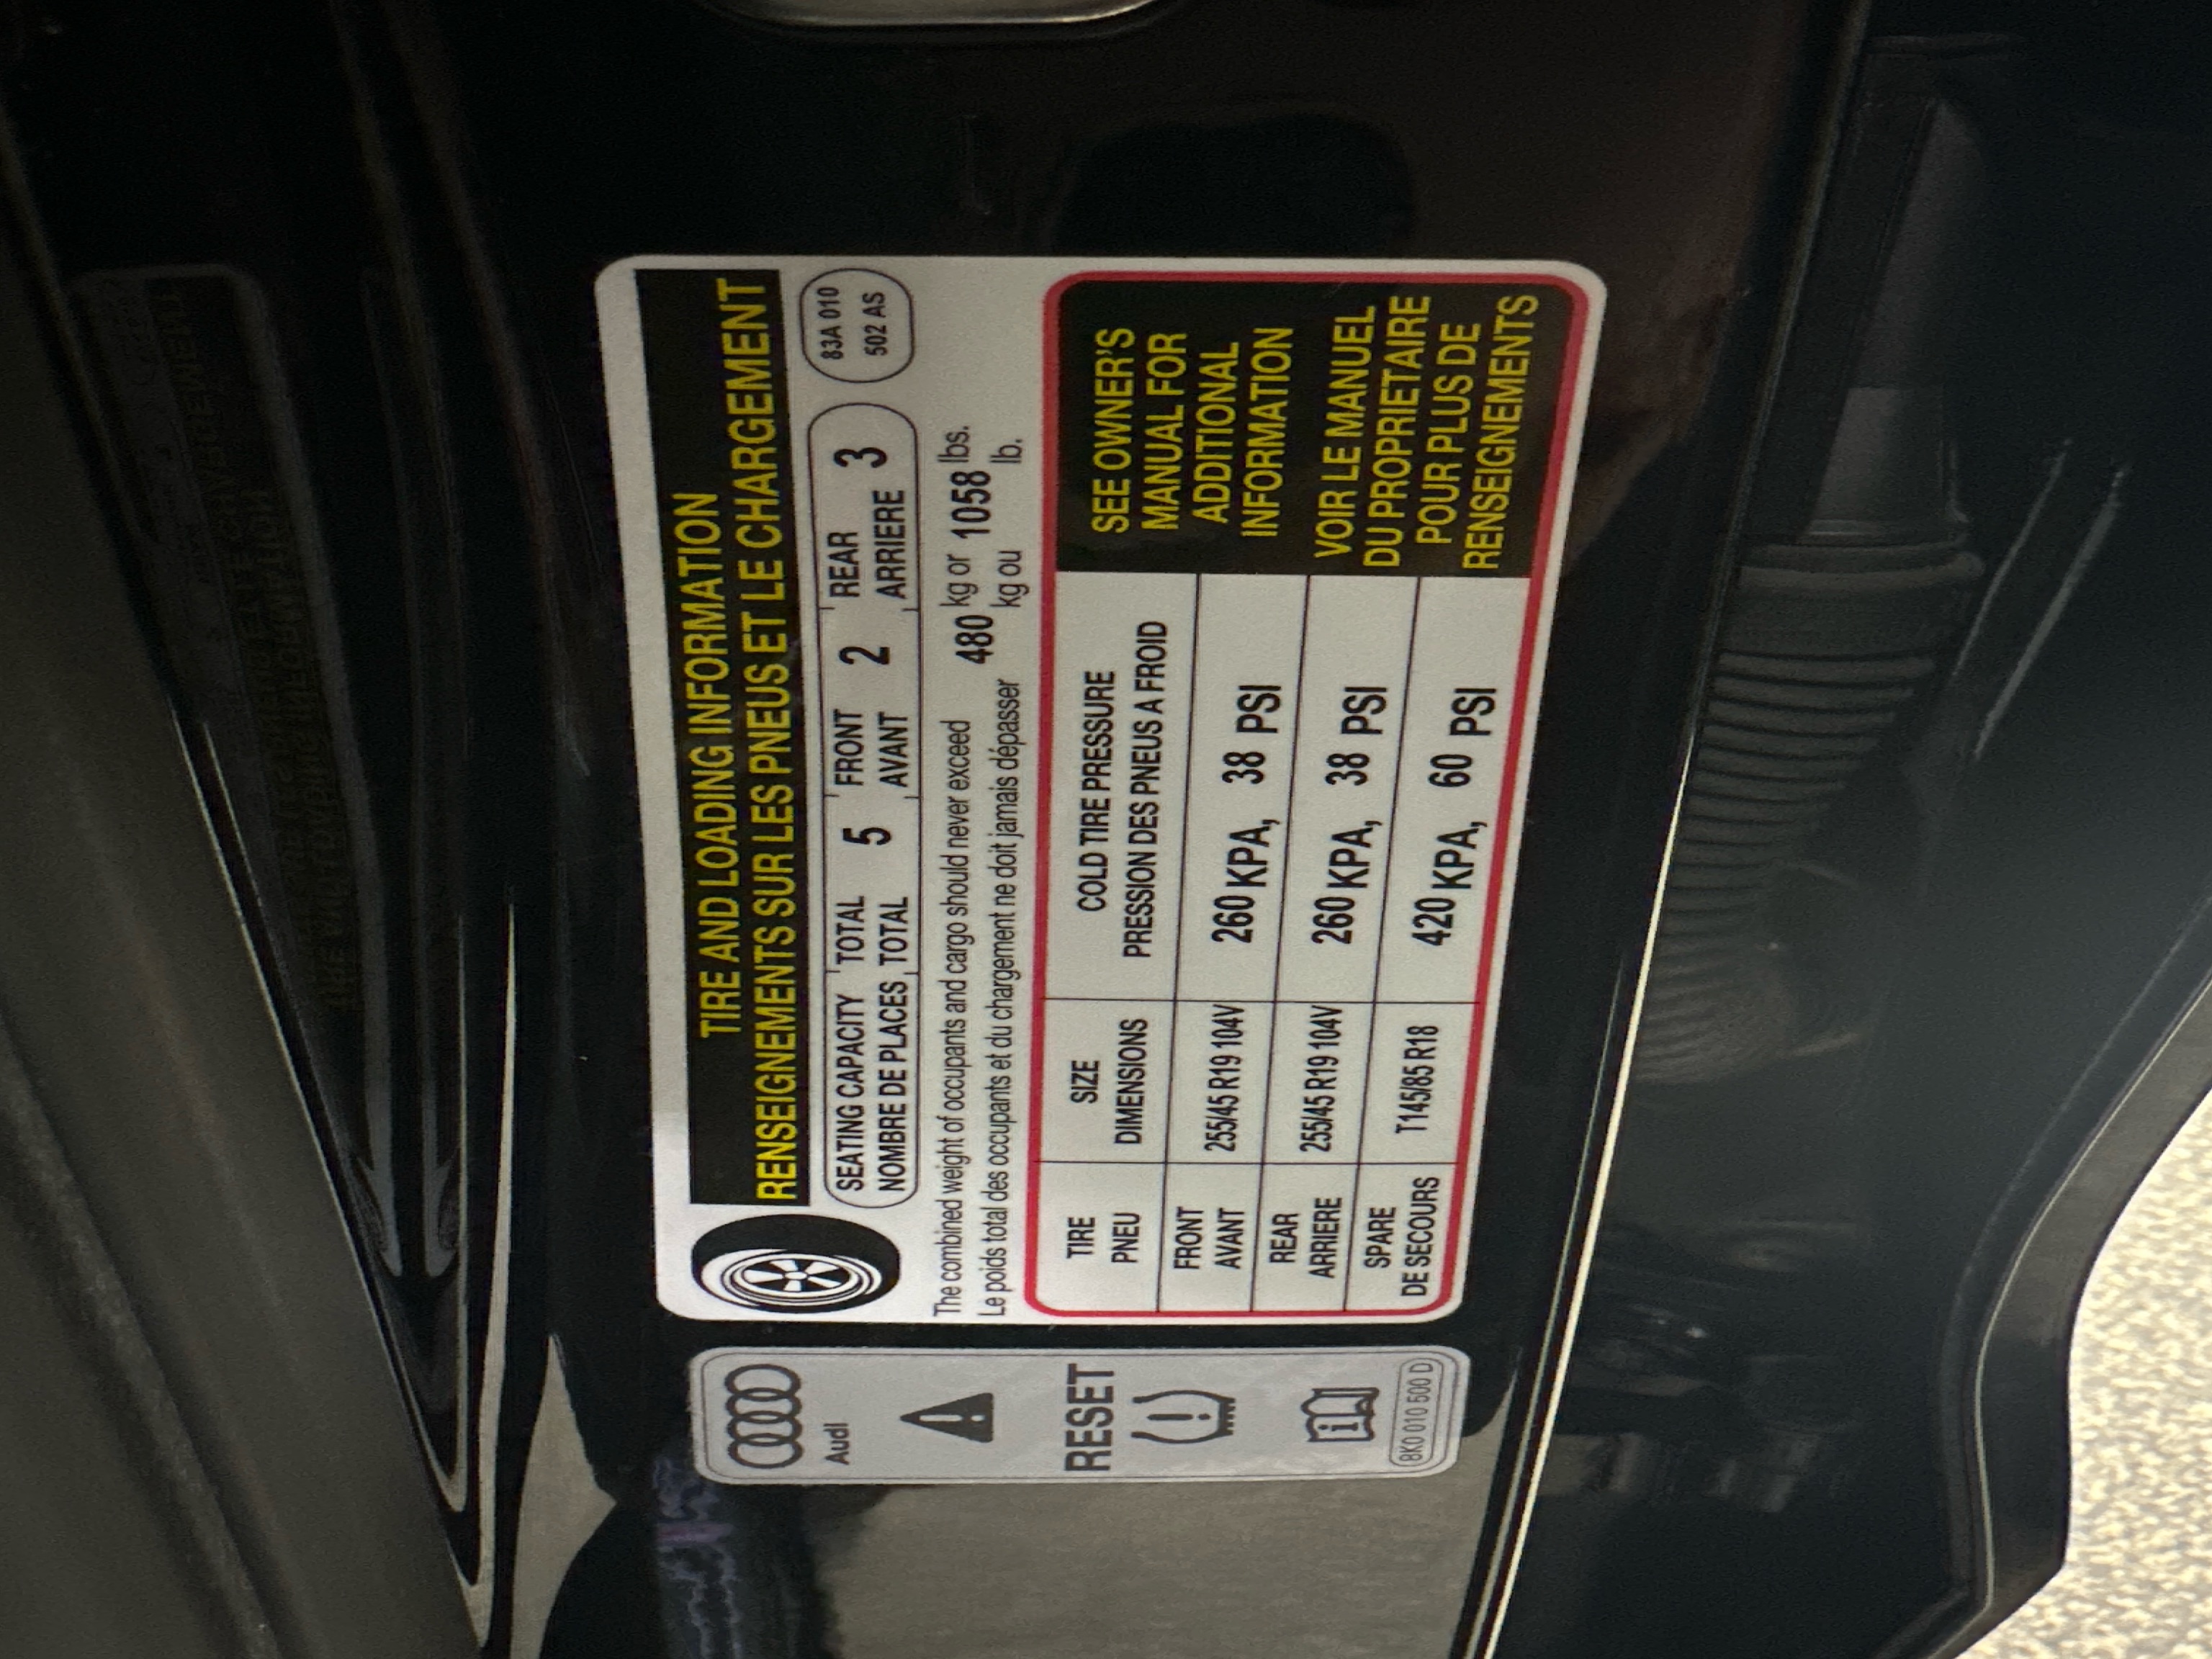 TIRE AND LOADING INFORMATION
RENSEIGNEMENTS SUR LES PNEUS ET LE CHARGEMENT
SEATING CAPACITY TOTAL 5 FRONT 2 REAR 3
NOMBRE DE PLACES TOTAL AVANT ARRIERE
83A 010
502 AS
The combined weight of occupants and cargo should never exceed 480 kg or 1058 lbs.
Le poids total des occupants et du chargement ne doit jamais dépasser kg ou lb.
TIRE SIZE COLD TIRE PRESSURE
PNEU DIMENSIONS PRESSION DES PNEUS A FROID
FRONT
AVANT 255/45 R19 104V 260 KPA, 38 PSI
REAR
ARRIERE 255/45 R19 104V 260 KPA, 38 PSI
SPARE
DE SECOURS T145/85 R18 420 KPA, 60 PSI
SEE OWNER'S
MANUAL FOR
ADDITIONAL
INFORMATION
VOIR LE MANUEL
DU PROPRIETAIRE
POUR PLUS DE
RENSEIGNEMENTS
Audi
RESET
8K0 010 500 D